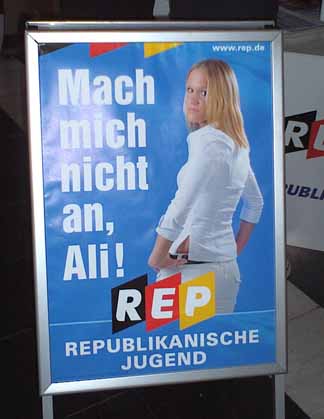 www.rep.de
Mach
mich
nicht
an,
Ali!
REP
REPUBLIKANISCHE
JUGEND